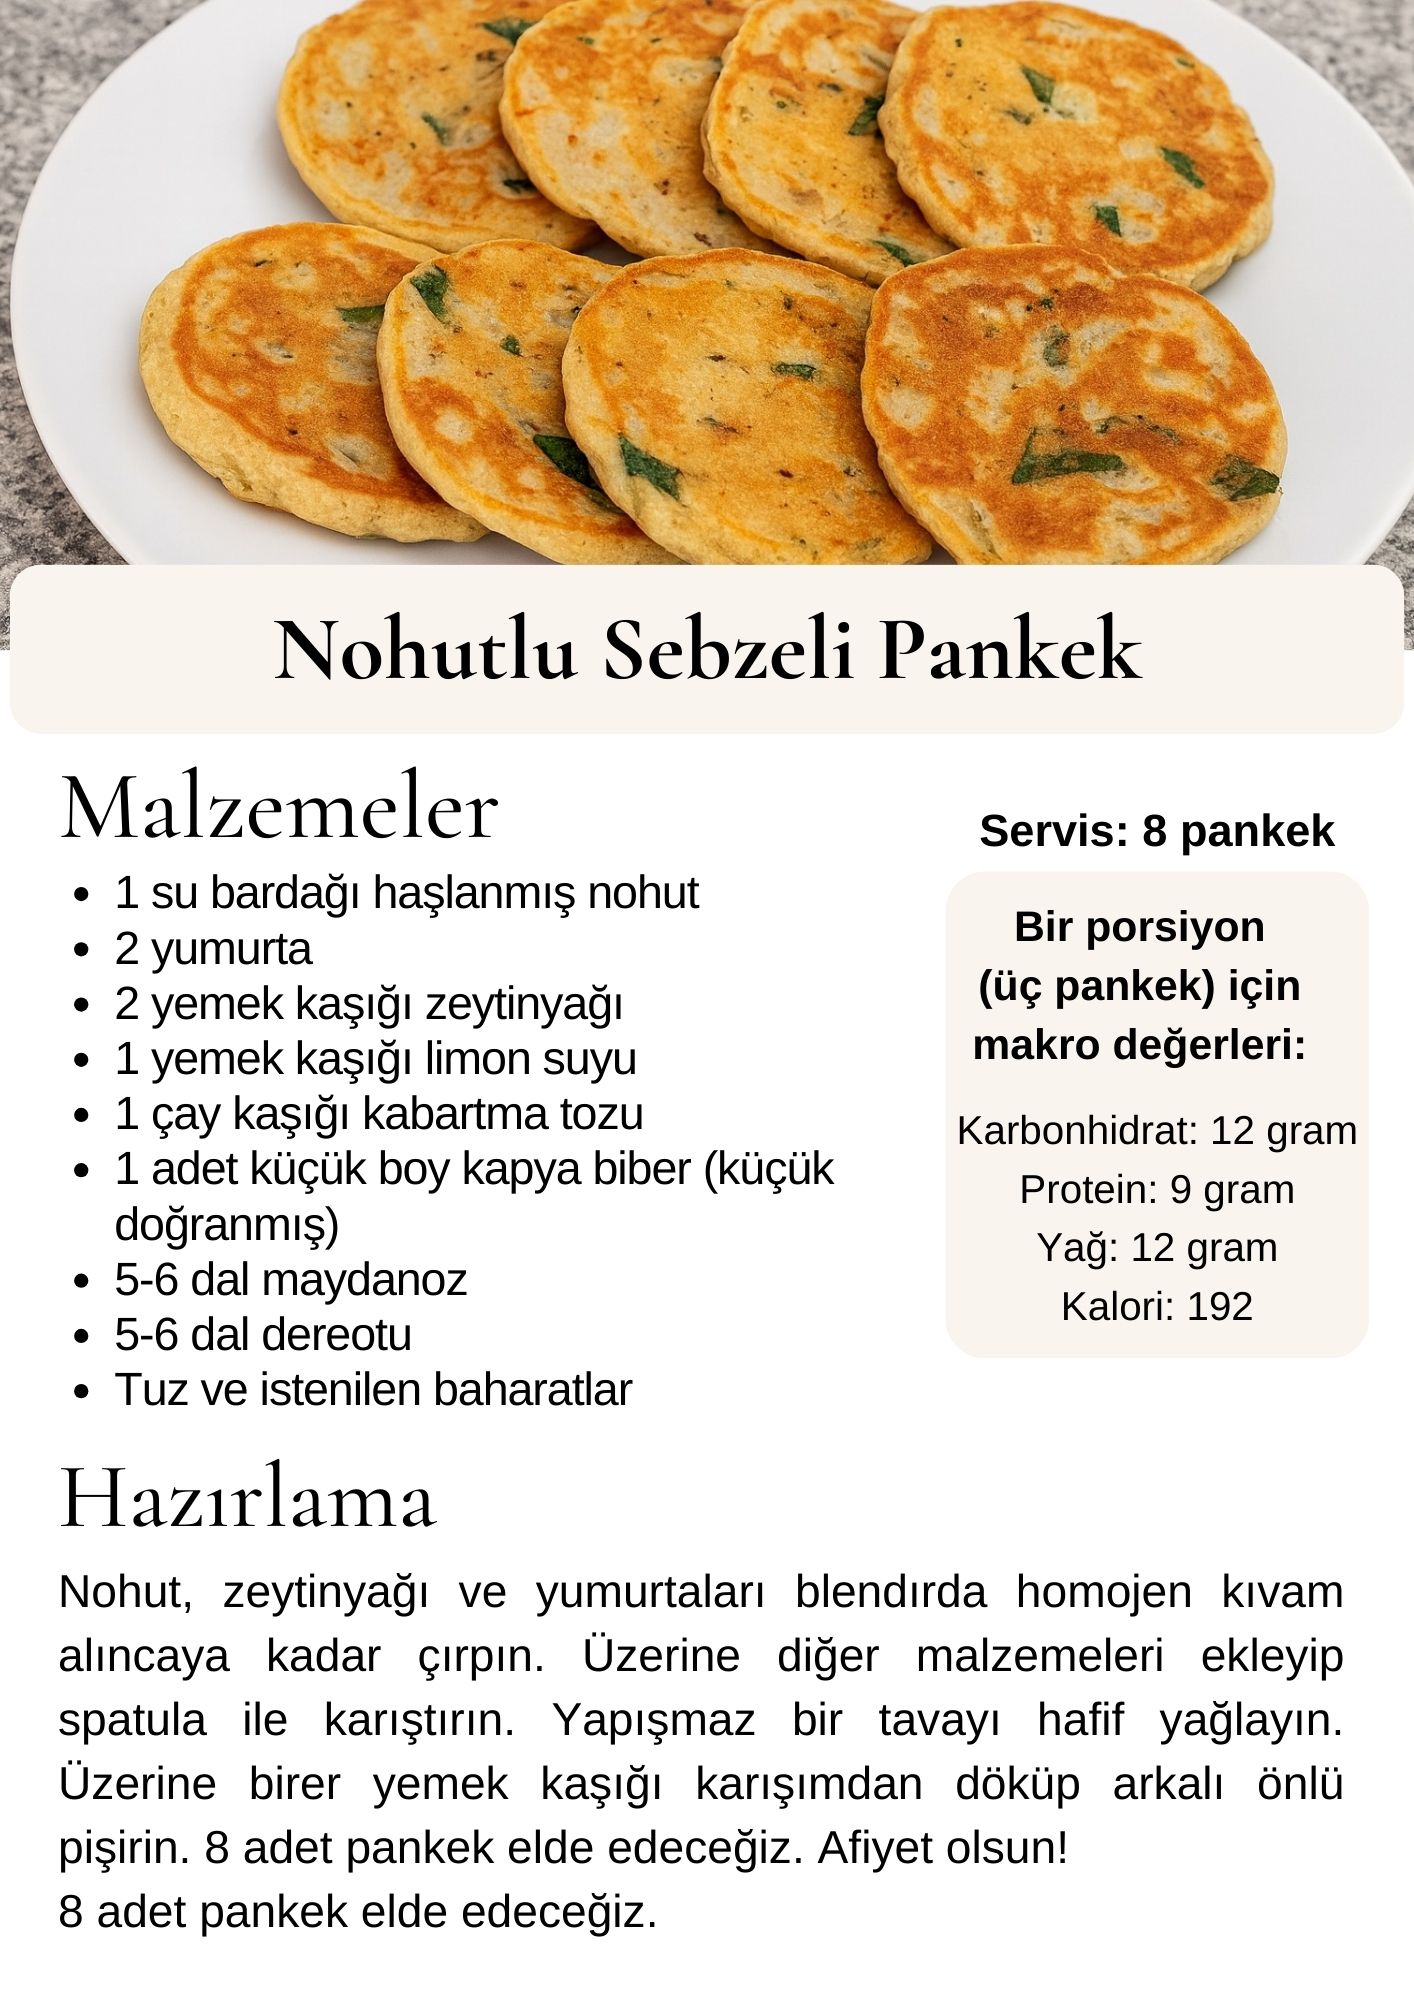 Nohutlu Sebzeli Pankek
Malzemeler
• 1 su bardağı haşlanmış nohut
• 2 yumurta
• 2 yemek kaşığı zeytinyağı
• 1 yemek kaşığı limon suyu
• 1 çay kaşığı kabartma tozu
• 1 adet küçük boy kapya biber (küçük
doğranmış)
• 5-6 dal maydanoz
• 5-6 dal dereotu
• Tuz ve istenilen baharatlar
Servis: 8 pankek
Bir porsiyon
(üç pankek) için
makro değerleri:
Karbonhidrat: 12 gram
Protein: 9 gram
Yağ: 12 gram
Kalori: 192
Hazırlama
Nohut, zeytinyağı ve yumurtaları blendırda homojen kıvam
alıncaya kadar çırpın. Üzerine diğer malzemeleri ekleyip
spatula ile karıştırın. Yapışmaz bir tavayı hafif yağlayın.
Üzerine birer yemek kaşığı karışımdan döküp arkalı önlü
pişirin. 8 adet pankek elde edeceğiz. Afiyet olsun!
8 adet pankek elde edeceğiz.